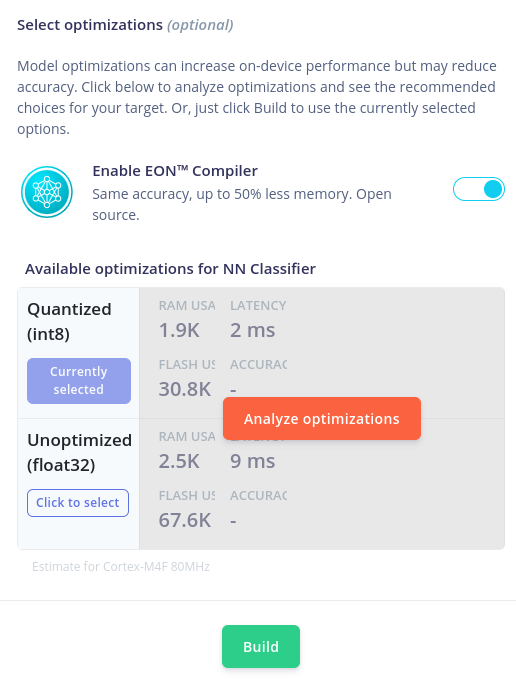 Select optimizations (optional)
Model optimizations can increase on-device performance but may reduce
accuracy. Click below to analyze optimizations and see the recommended
choices for your target. Or, just click Build to use the currently selected
options.
Enable EON™ Compiler
Same accuracy, up to 50% less memory. Open
source.
Available optimizations for NN Classifier
Quantized
(int8)
Currently
selected
RAM USA
LATENCY
1.9K
2 ms
FLASH US
ACCURAC
30.8K
-
Analyze optimizations
Unoptimized
(float32)
Click to select
RAM USA
2.5K
9 ms
FLASH US
ACCURAC
67.6K
-
Estimate for Cortex-M4F 80MHz
Build